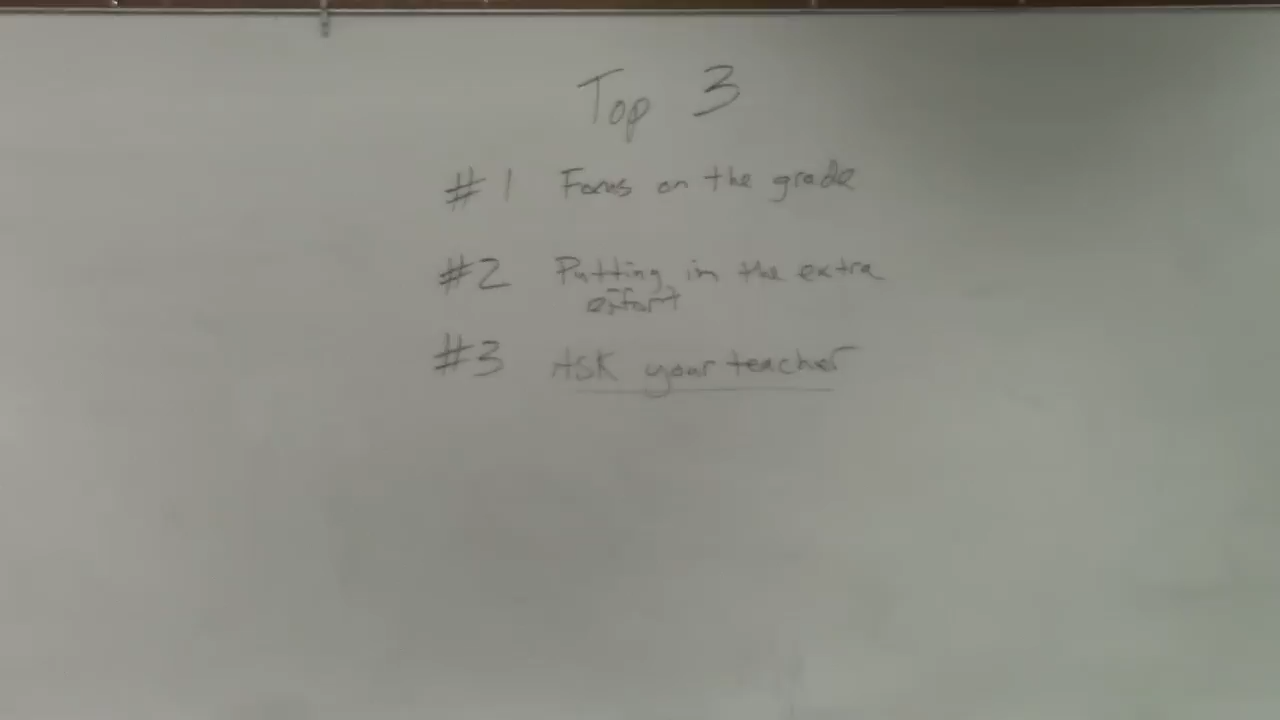 Top 3
#1 Focus on the grade
#2 Putting in the extra
effort
#3 Ask your teacher